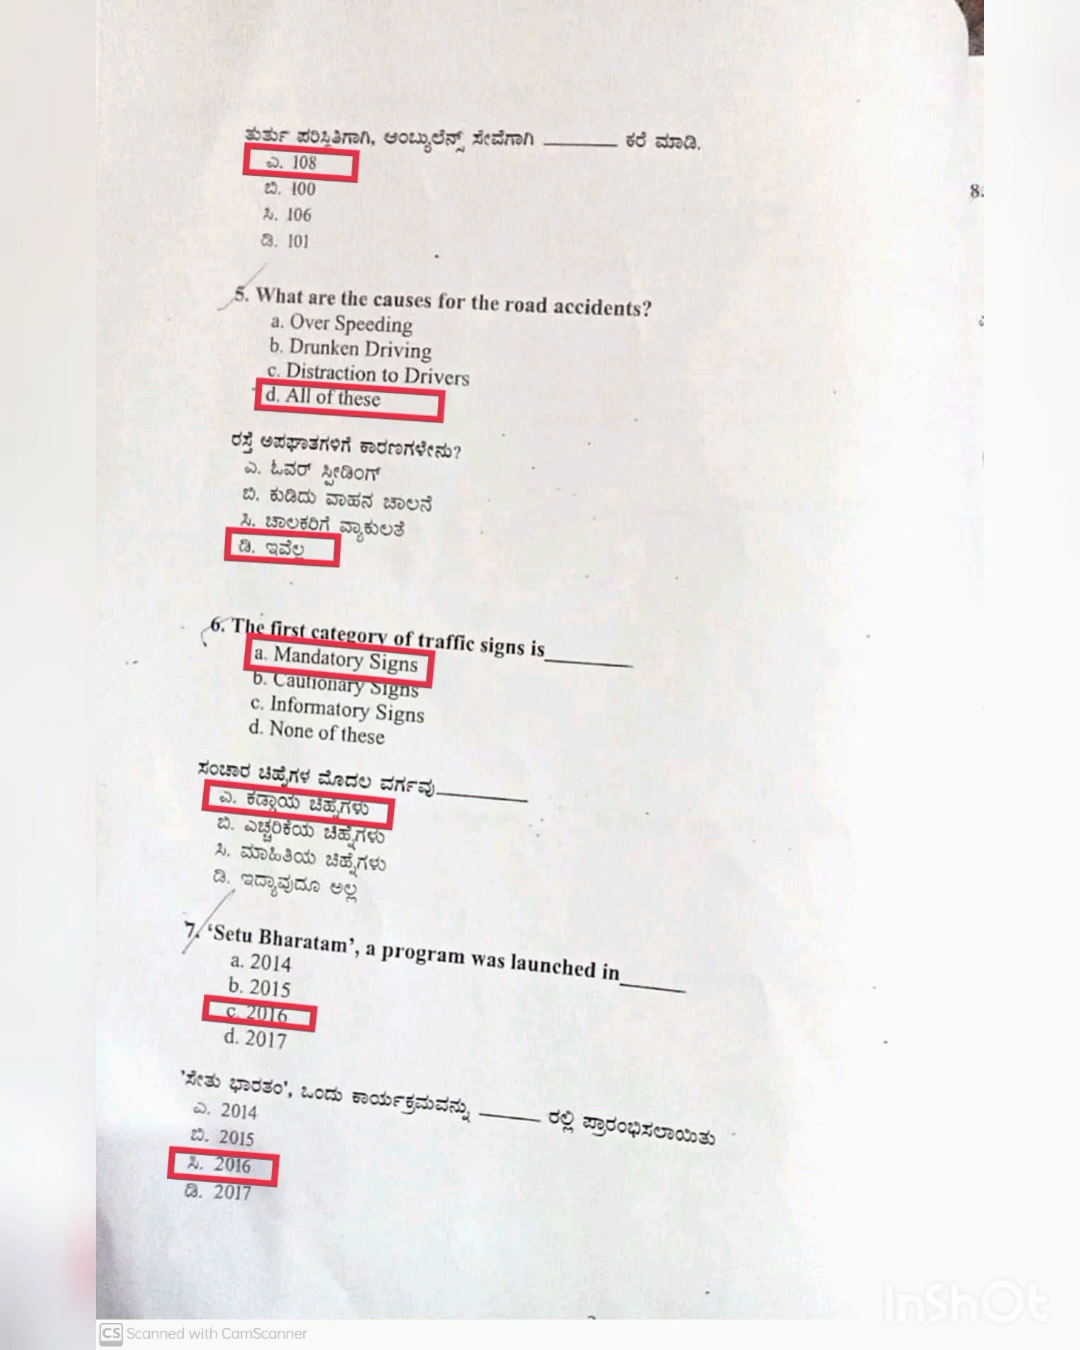 ತುರ್ತು ಪರಿಸ್ಥಿತಿಗಾಗಿ, ಆಂಬ್ಯುಲೆನ್ಸ್ ಸೇವೆಗಾಗಿ ________ ಕರೆ ಮಾಡಿ.
ಎ. 108
ಬಿ. 100
ಸಿ. 106
ಡಿ. 101
8.
5. What are the causes for the road accidents?
a. Over Speeding
b. Drunken Driving
c. Distraction to Drivers
d. All of these
ರಸ್ತೆ ಅಪಘಾತಗಳಿಗೆ ಕಾರಣಗಳೇನು?
ಎ. ಓವರ್ ಸ್ಪೀಡಿಂಗ್
ಬಿ. ಕುಡಿದು ವಾಹನ ಚಾಲನೆ
ಸಿ. ಚಾಲಕರಿಗೆ ವ್ಯಾಕುಲತೆ
ಡಿ. ಇವೆಲ್ಲ
6. The first category of traffic signs is________
a. Mandatory Signs
b. Cautionary Signs
c. Informatory Signs
d. None of these
ಸಂಚಾರ ಚಿಹ್ನೆಗಳ ಮೊದಲ ವರ್ಗವು________
ಎ. ಕಡ್ಡಾಯ ಚಿಹ್ನೆಗಳು
ಬಿ. ಎಚ್ಚರಿಕೆಯ ಚಿಹ್ನೆಗಳು
ಸಿ. ಮಾಹಿತಿಯ ಚಿಹ್ನೆಗಳು
ಡಿ. ಇದ್ಯಾವುದೂ ಅಲ್ಲ
7. ‘Setu Bharatam’, a program was launched in______
a. 2014
b. 2015
c. 2016
d. 2017
'ಸೇತು ಭಾರತಂ', ಒಂದು ಕಾರ್ಯಕ್ರಮವನ್ನು ______ ರಲ್ಲಿ ಪ್ರಾರಂಭಿಸಲಾಯಿತು
ಎ. 2014
ಬಿ. 2015
ಸಿ. 2016
ಡಿ. 2017
InShOt
CS Scanned with CamScanner